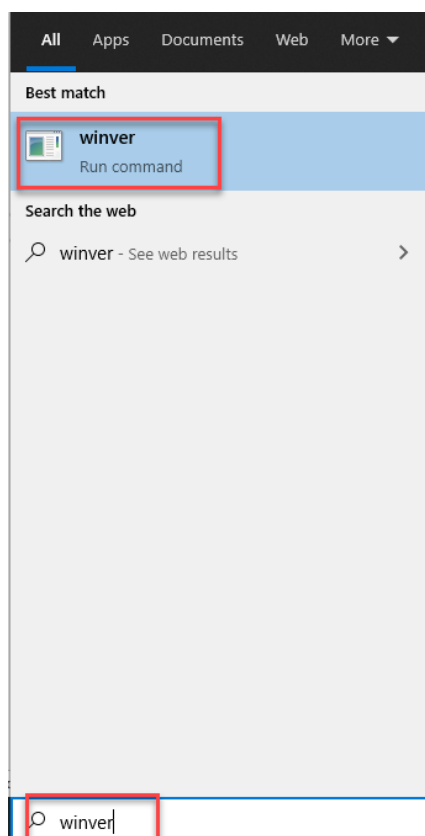 All Apps Documents Web More
Best match
winver
Run command
Search the web
winver - See web results
winver